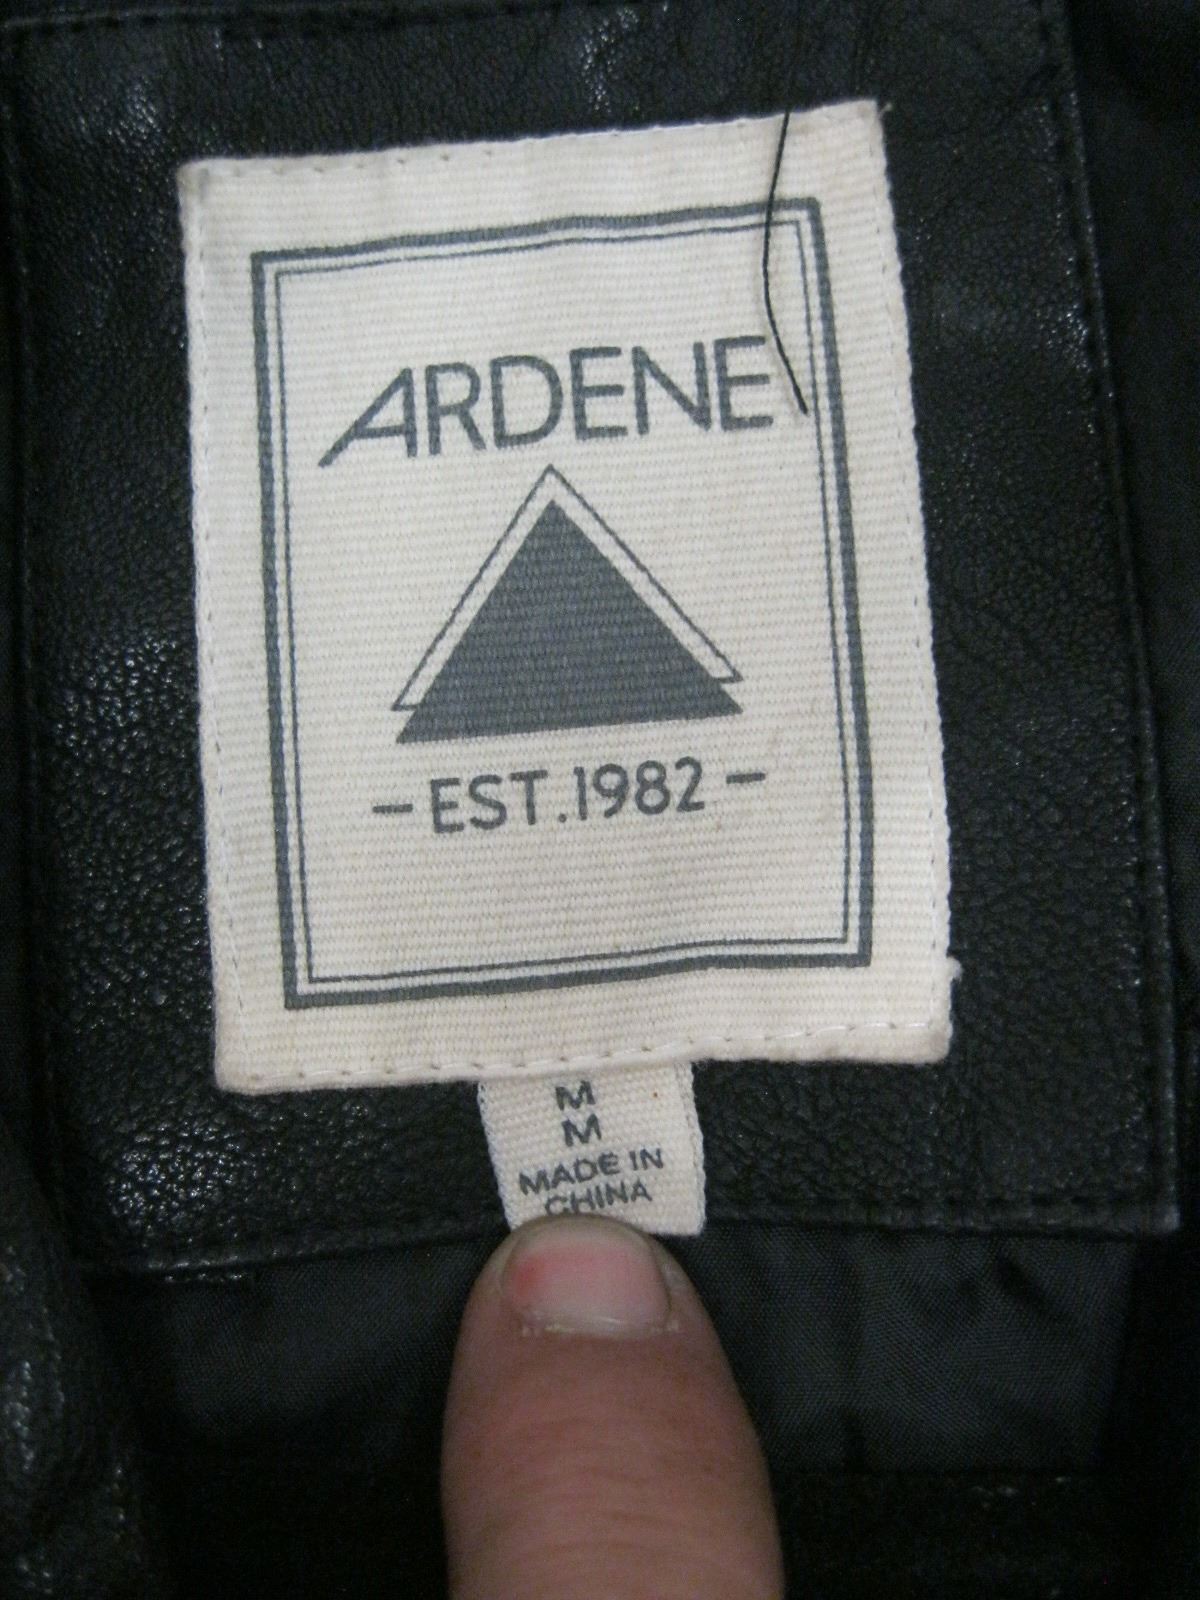 ARDENE
-EST.1982-
M
M
MADE IN
CHINA